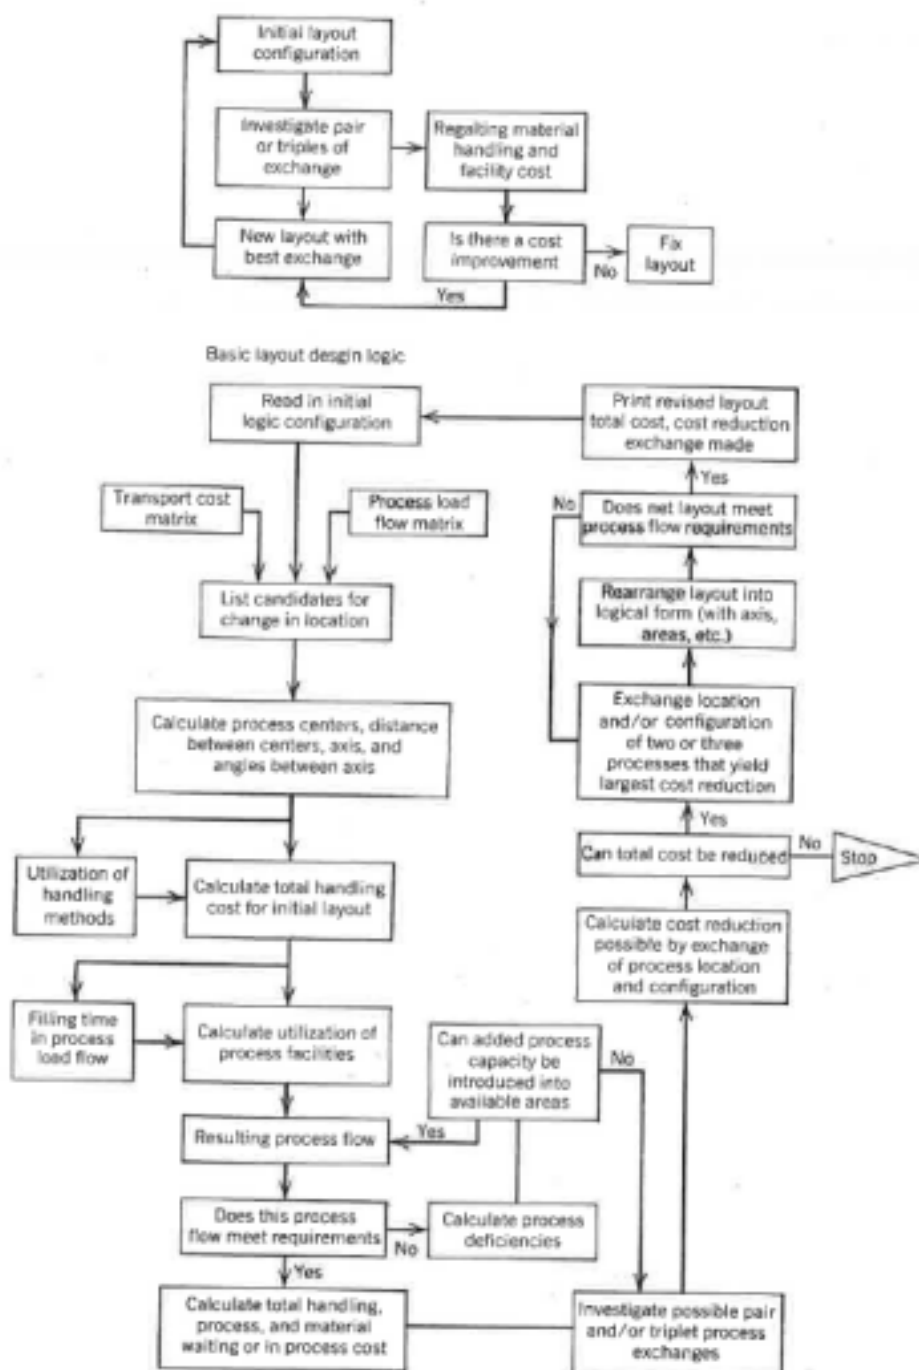 Initial layout
configuration
Investigate pair
or triples of
exchange
Regalting material
handling and
facility cost
New layout with
best exchange
Is there a cost
improvement
No
Fix
layout
Yes
Basic layout desgin logic
Read in initial
logic configuration
Print revised layout
total cost, cost reduction
exchange made
Yes
Transport cost
matrix
Process load
flow matrix
No
Does net layout meet
process flow requirements
List candidates for
change in location
Rearrange layout into
logical form (with axis,
areas, etc.)
Calculate process centers, distance
between centers, axis, and
angles between axis
Exchange location
and/or configuration
of two or three
processes that yield
largest cost reduction
Yes
Can total cost be reduced
No
Stop
Utilization of
handling
methods
Calculate total handling
cost for initial layout
Calculate cost reduction
possible by exchange
of process location
and configuration
Filling time
in process
load flow
Calculate utilization of
process facilities
Can added process
capacity be
introduced into
available areas
No
Resulting process flow
Yes
Does this process
flow meet requirements
No
Calculate process
deficiencies
Yes
Calculate total handling,
process, and material
waiting or in process cost
Investigate possible pair
and/or triplet process
exchanges